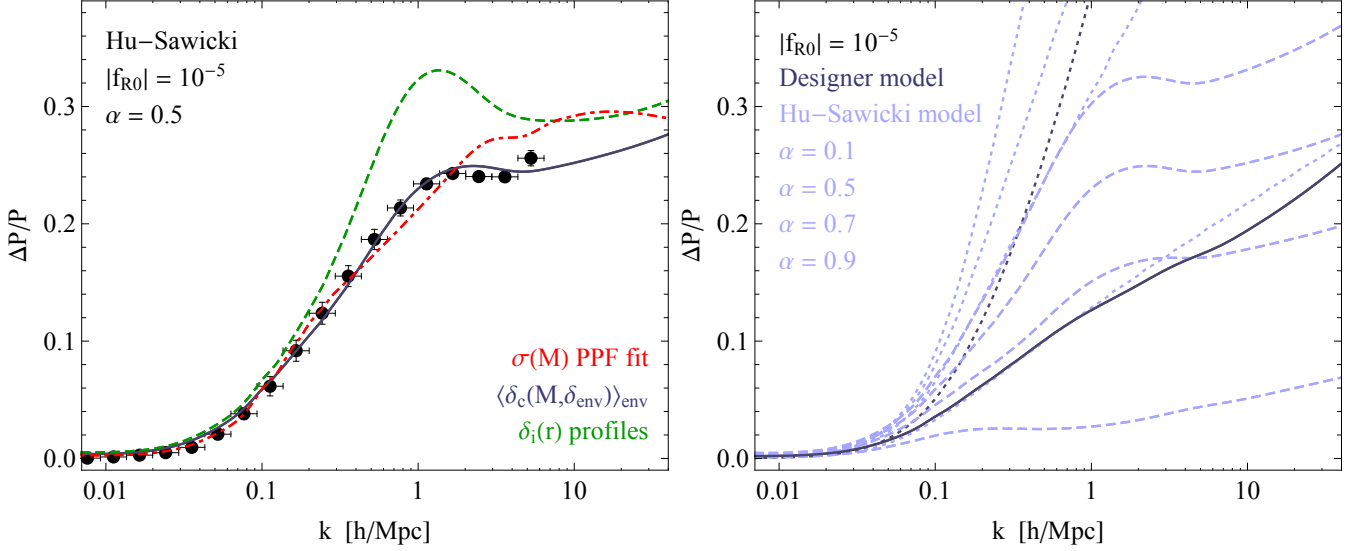 Hu−Sawicki
|f_R0| = 10^−5
α = 0.5
σ(M) PPF fit
⟨δ_c(M,δ_env)⟩_env
δ_i(r) profiles
ΔP/P
0.3
0.2
0.1
0.0
0.01 0.1 1 10
k [h/Mpc]
|f_R0| = 10^−5
Designer model
Hu−Sawicki model
α = 0.1
α = 0.5
α = 0.7
α = 0.9
ΔP/P
0.3
0.2
0.1
0.0
0.01 0.1 1 10
k [h/Mpc]